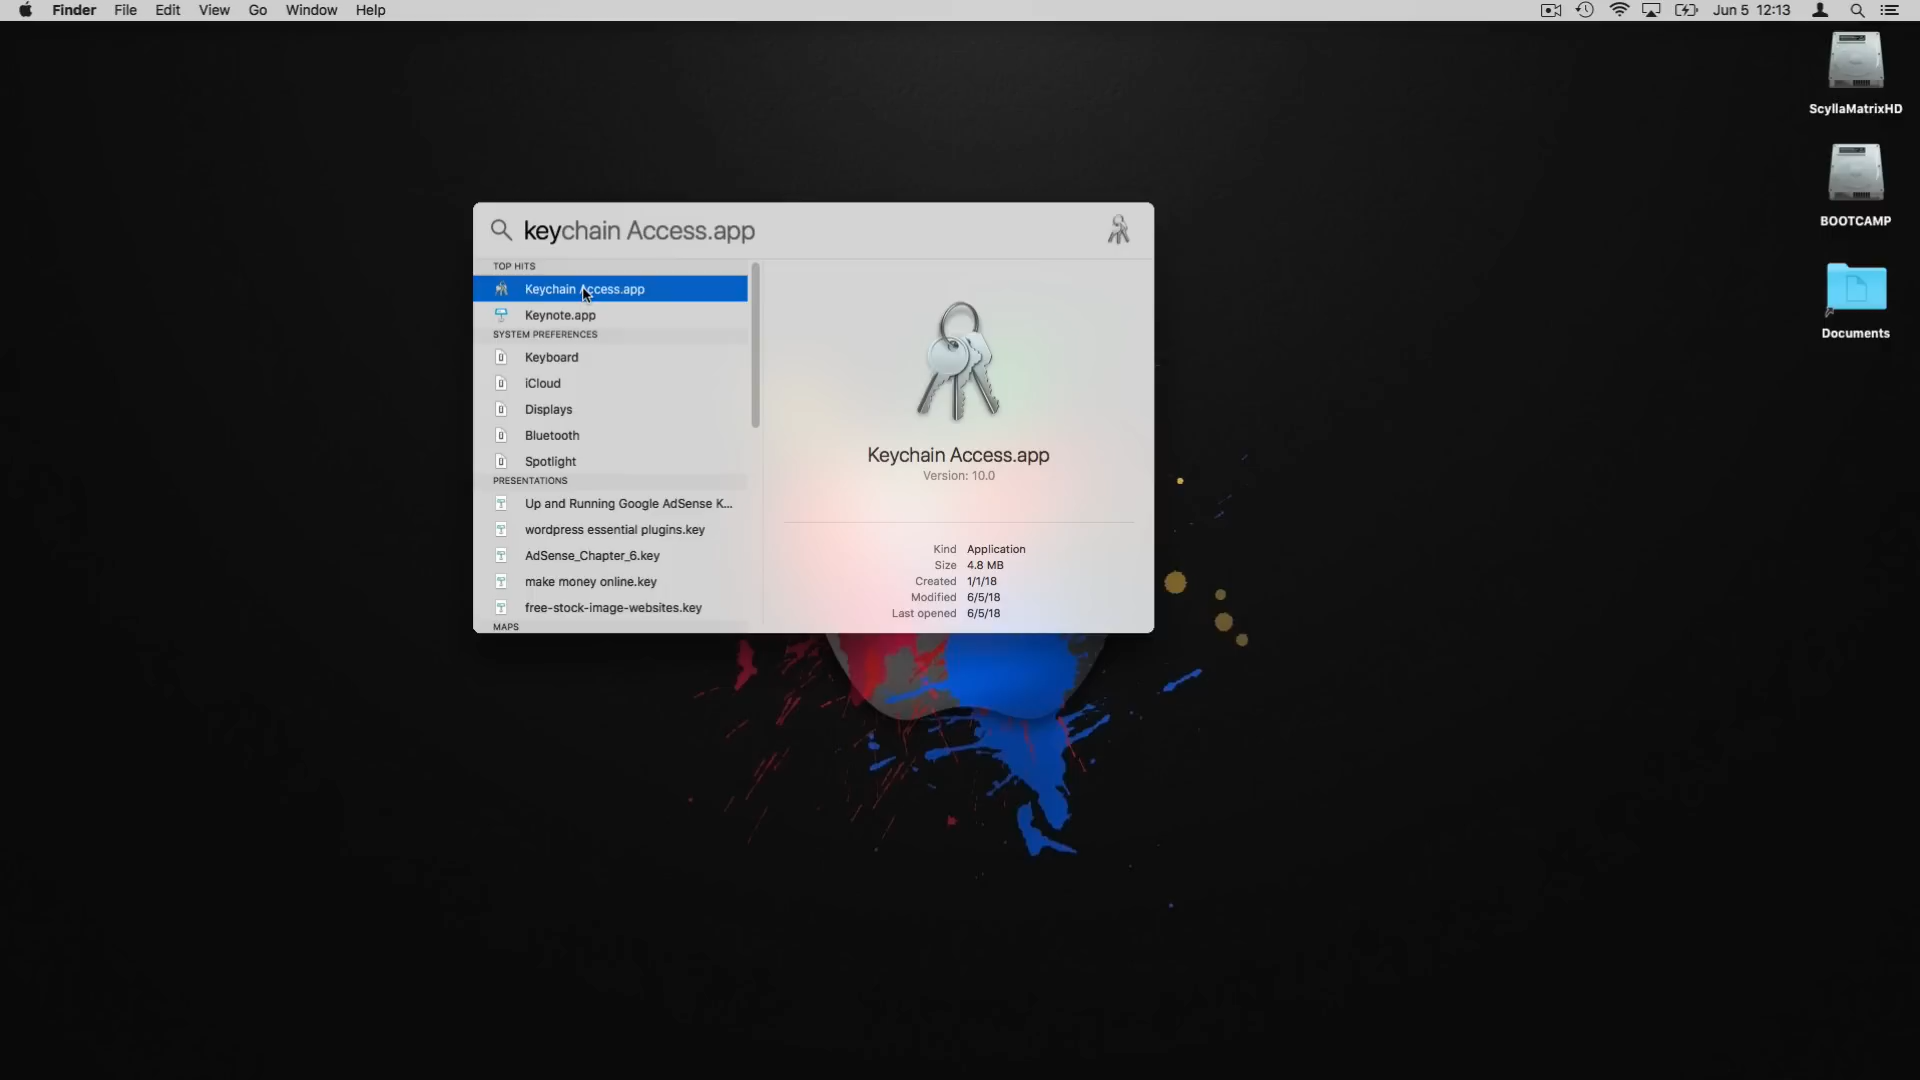 Finder File Edit View Go Window Help Jun 5 12:13
ScyllaMatrixHD
BOOTCAMP
Documents
keychain Access.app
TOP HITS
Keychain Access.app
Keynote.app
SYSTEM PREFERENCES
Keyboard
iCloud
Displays
Bluetooth
Spotlight
PRESENTATIONS
Up and Running Google AdSense K...
wordpress essential plugins.key
AdSense_Chapter_6.key
make money online.key
free-stock-image-websites.key
MAPS
Keychain Access.app
Version: 10.0
Kind Application
Size 4.8 MB
Created 1/1/18
Modified 6/5/18
Last opened 6/5/18